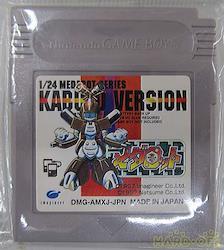 Nintendo GAME BOY
1/24 MEDAROT SERIES
KABUTO VERSION
メダロット
©1997 Imagineer Co.,Ltd.
©1997 Natsume Co.,Ltd.
imagineer
DMG-AMXJ-JPN MADE IN JAPAN